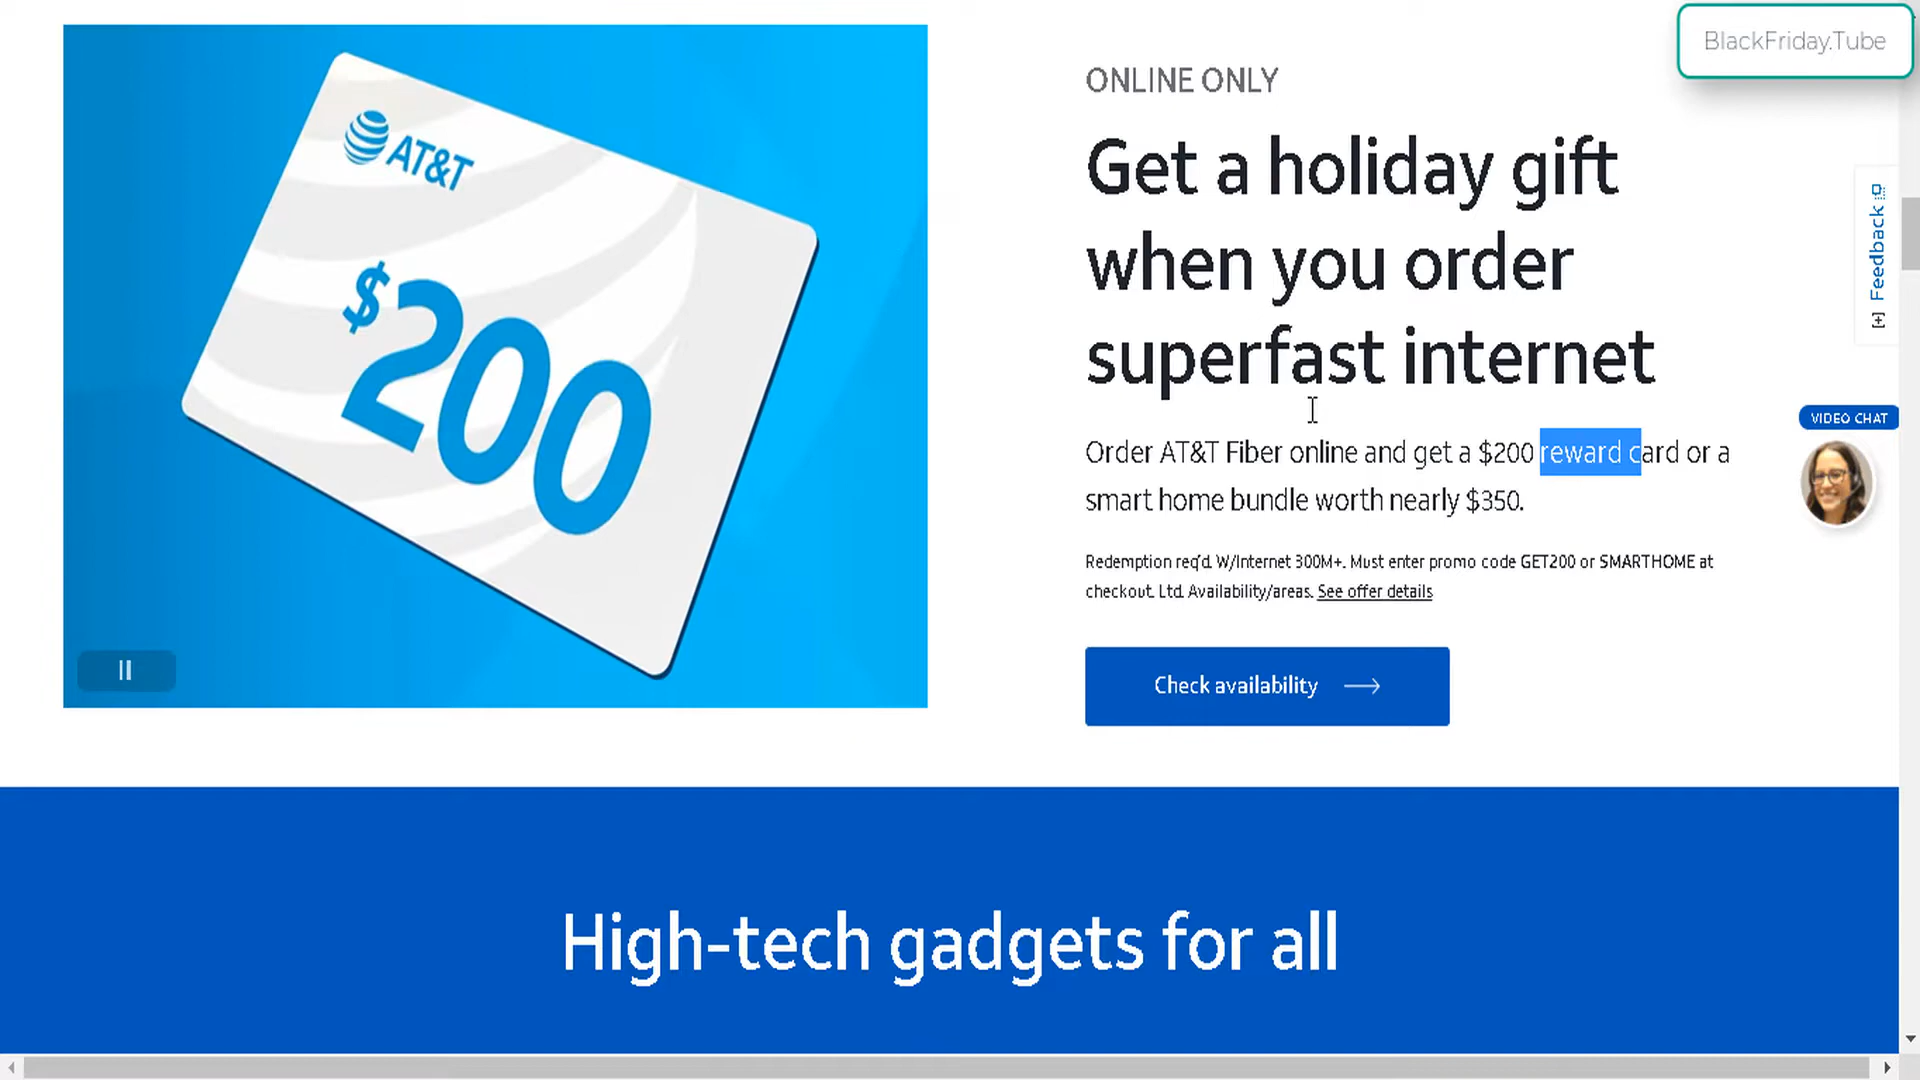 BlackFriday.Tube
AT&T
$200
ONLINE ONLY
Get a holiday gift
when you order
superfast internet
Order AT&T Fiber online and get a $200 reward card or a
smart home bundle worth nearly $350.
Redemption req'd. W/Internet 300M+. Must enter promo code GET200 or SMARTHOME at
checkout. Ltd. Availability/areas. See offer details
Check availability
[+] Feedback
VIDEO CHAT
High-tech gadgets for all